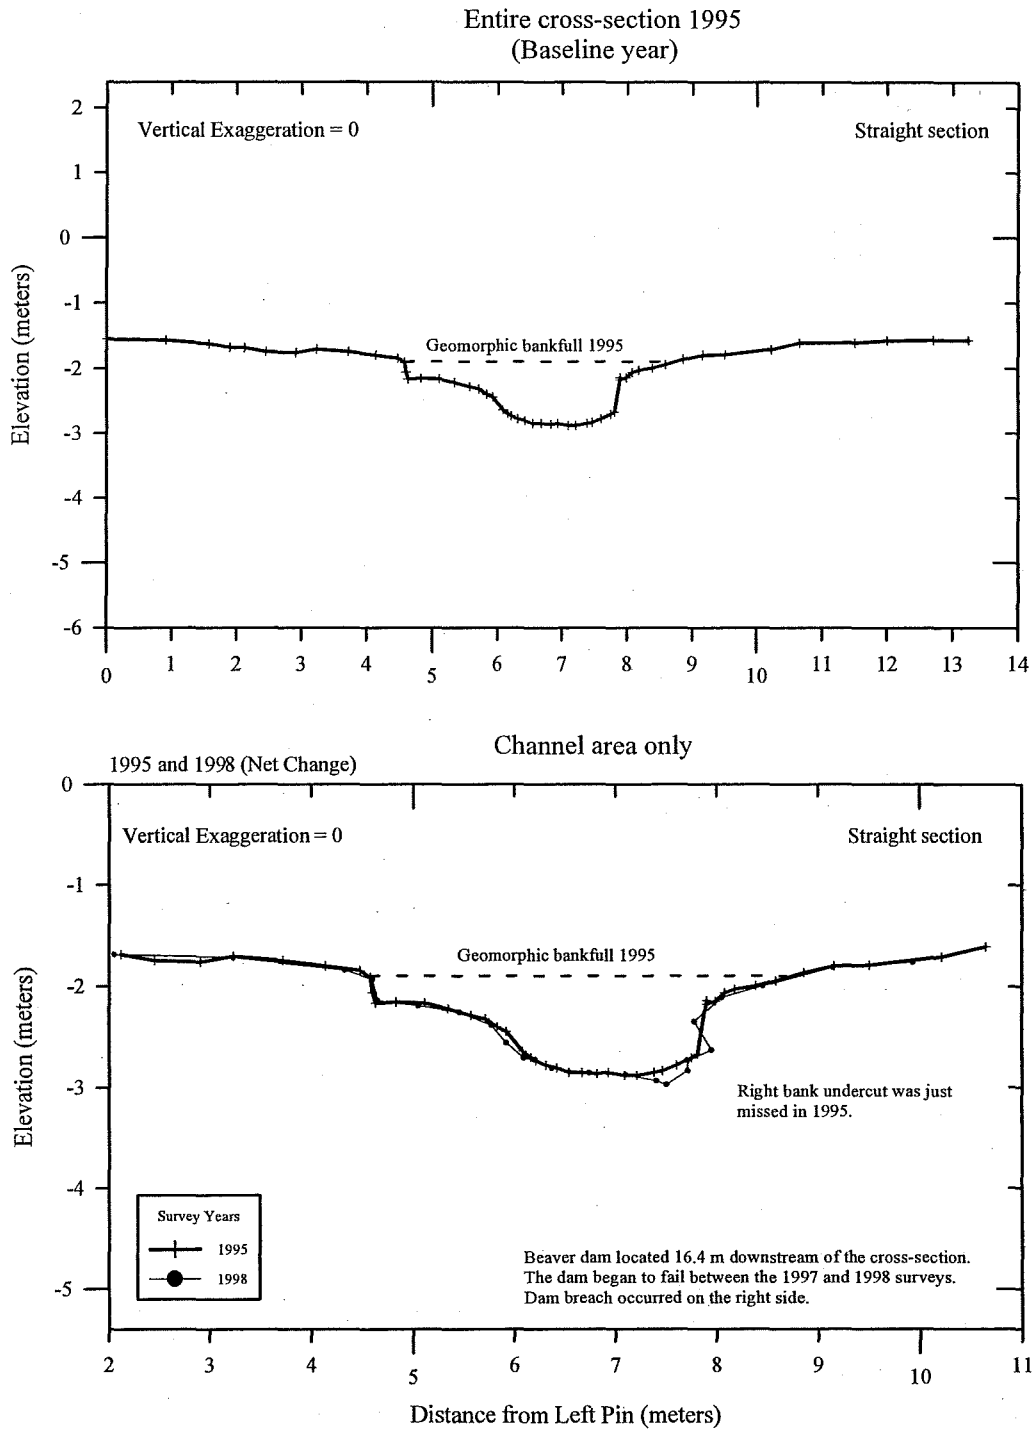 Entire cross-section 1995
(Baseline year)
Vertical Exaggeration = 0
Straight section
Elevation (meters)
2
1
0
-1
-2
-3
-4
-5
-6
Geomorphic bankfull 1995
0 1 2 3 4 5 6 7 8 9 10 11 12 13 14
Channel area only
1995 and 1998 (Net Change)
Vertical Exaggeration = 0
Straight section
Elevation (meters)
0
-1
-2
-3
-4
-5
Geomorphic bankfull 1995
Right bank undercut was just
missed in 1995.
Survey Years
1995
1998
Beaver dam located 16.4 m downstream of the cross-section.
The dam began to fail between the 1997 and 1998 surveys.
Dam breach occurred on the right side.
2 3 4 5 6 7 8 9 10 11
Distance from Left Pin (meters)